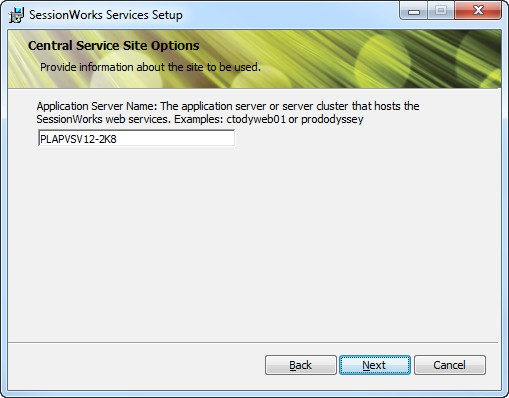 SessionWorks Services Setup
Central Service Site Options
Provide information about the site to be used.
Application Server Name: The application server or server cluster that hosts the
SessionWorks web services. Examples: ctodyweb01 or prododyssey
PLAPVSV12-2K8
Back Next Cancel